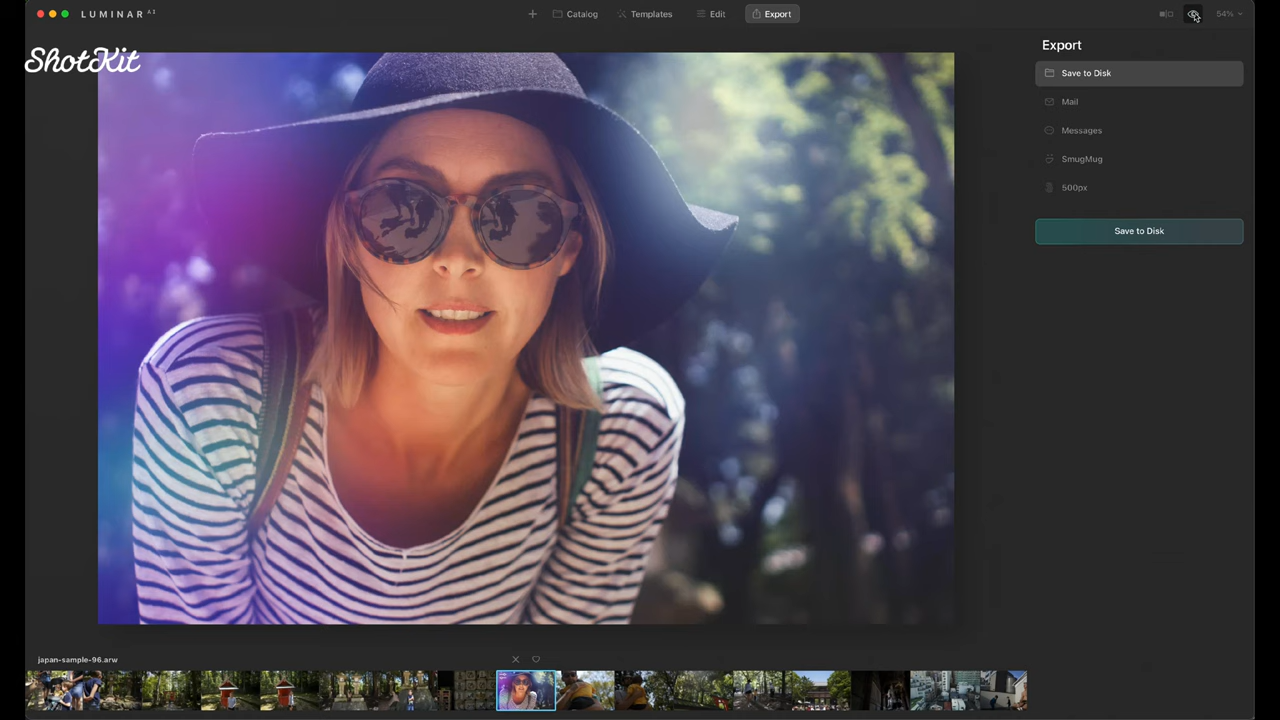 LUMINAR AI
Catalog
Templates
Edit
Export
54%
ShotKit
Export
Save to Disk
Mail
Messages
SmugMug
500px
Save to Disk
japan-sample-96.arw